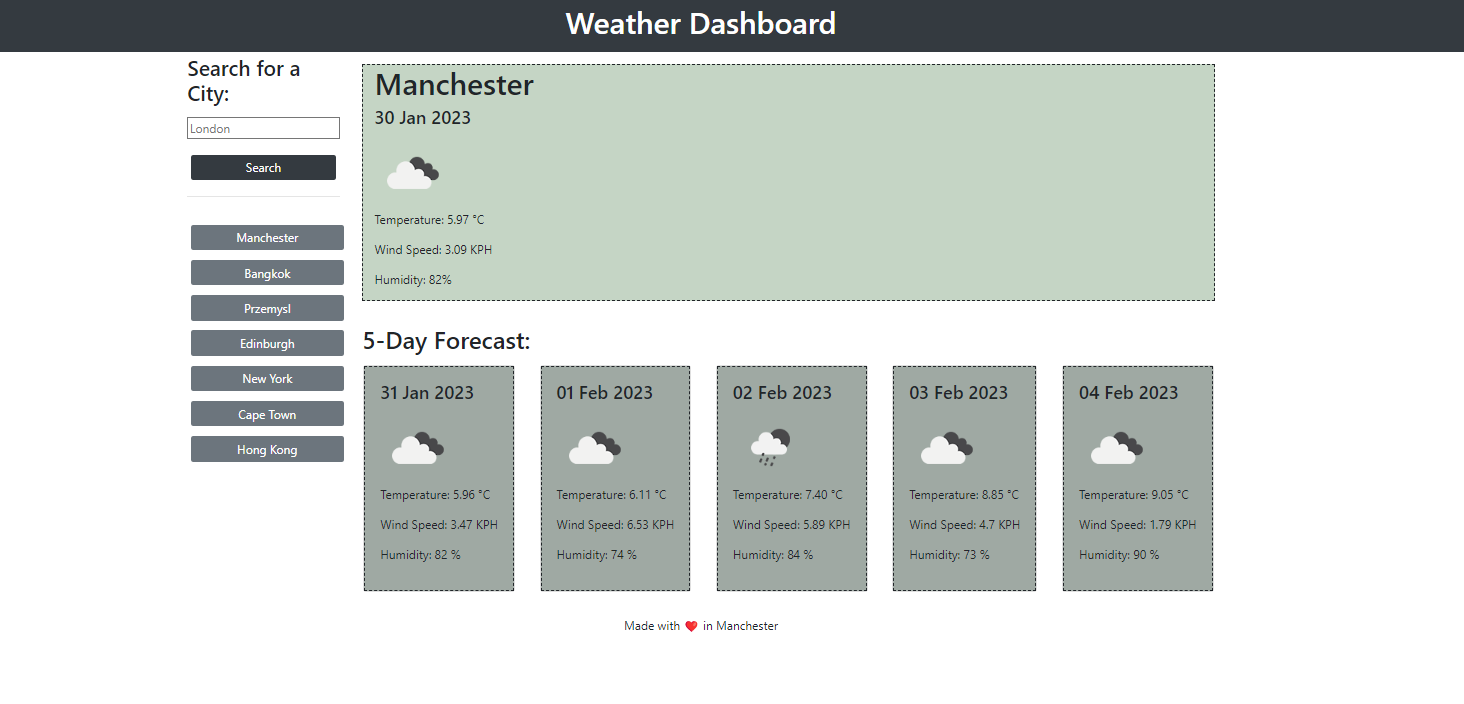 Weather Dashboard
Search for a
City:
London
Search
Manchester
Bangkok
Przemysl
Edinburgh
New York
Cape Town
Hong Kong
Manchester
30 Jan 2023
Temperature: 5.97 °C
Wind Speed: 3.09 KPH
Humidity: 82%
5-Day Forecast:
31 Jan 2023
Temperature: 5.96 °C
Wind Speed: 3.47 KPH
Humidity: 82 %
01 Feb 2023
Temperature: 6.11 °C
Wind Speed: 6.53 KPH
Humidity: 74 %
02 Feb 2023
Temperature: 7.40 °C
Wind Speed: 5.89 KPH
Humidity: 84 %
03 Feb 2023
Temperature: 8.85 °C
Wind Speed: 4.7 KPH
Humidity: 73 %
04 Feb 2023
Temperature: 9.05 °C
Wind Speed: 1.79 KPH
Humidity: 90 %
Made with ❤️ in Manchester